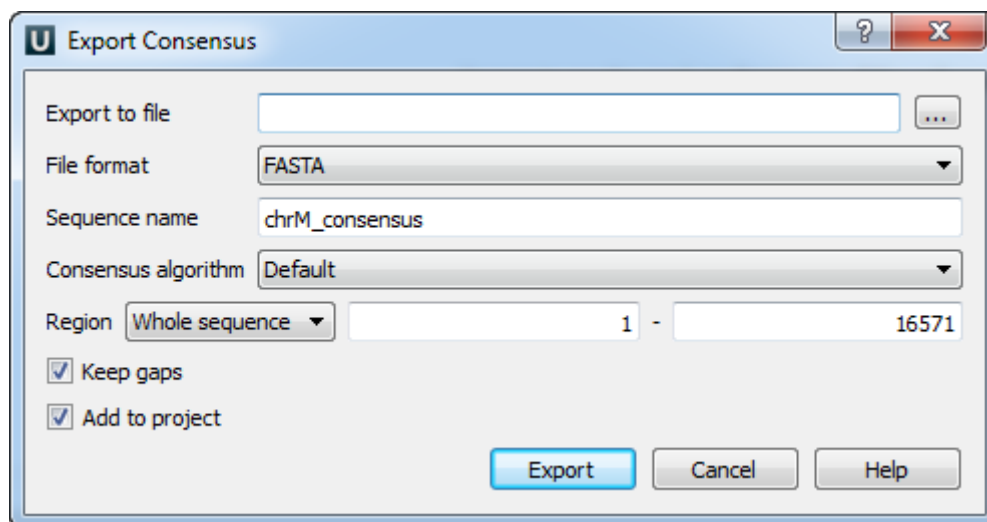 U Export Consensus ? X
Export to file ...
File format FASTA
Sequence name chrM_consensus
Consensus algorithm Default
Region Whole sequence 1 - 16571
Keep gaps
Add to project
Export Cancel Help